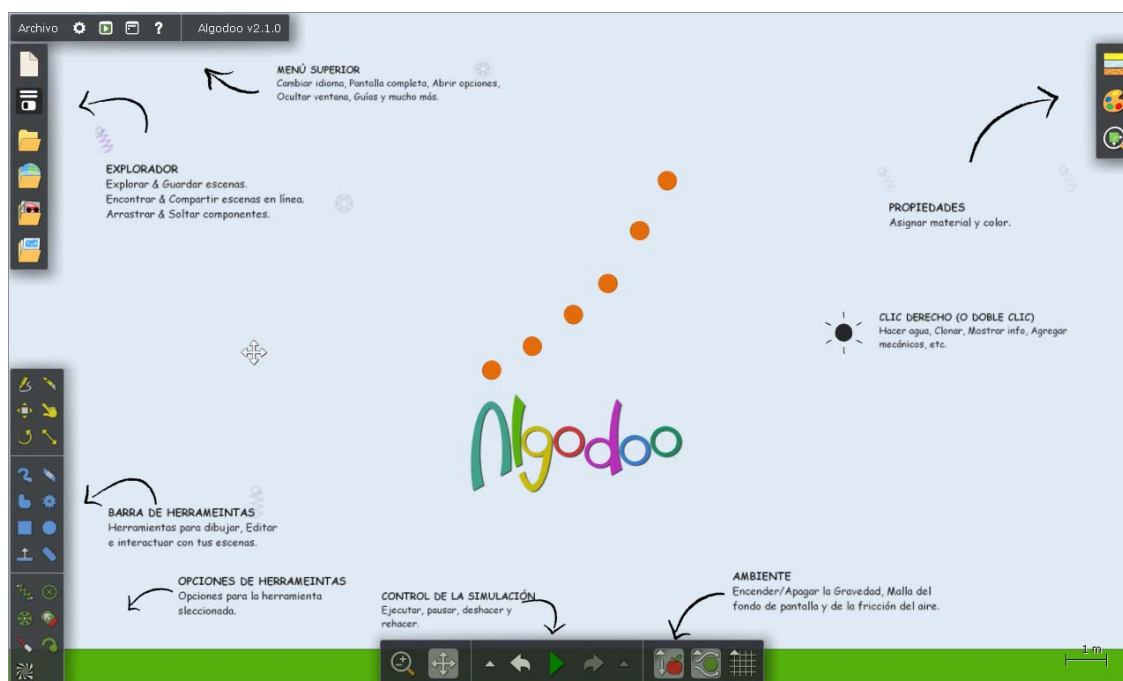 Archivo ? Algodoo v2.1.0
MENÚ SUPERIOR
Cambiar idioma, Pantalla completa, Abrir opciones,
Ocultar ventana, Guías y mucho más.
EXPLORADOR
Explorar & Guardar escenas.
Encontrar & Compartir escenas en línea.
Arrastrar & Soltar componentes.
PROPIEDADES
Asignar material y color.
CLIC DERECHO (O DOBLE CLIC)
Hacer agua, Clonar, Mostrar info, Agregar
mecánicos, etc.
Algodoo
BARRA DE HERRAMEINTAS
Herramientas para dibujar, Editar
e interactuar con tus escenas.
OPCIONES DE HERRAMEINTAS
Opciones para la herramienta
sleccionada.
CONTROL DE LA SIMULACIÓN
Ejecutar, pausar, deshacer y
rehacer.
AMBIENTE
Encender/Apagar la Gravedad, Malla del
fondo de pantalla y de la fricción del aire.
1 m